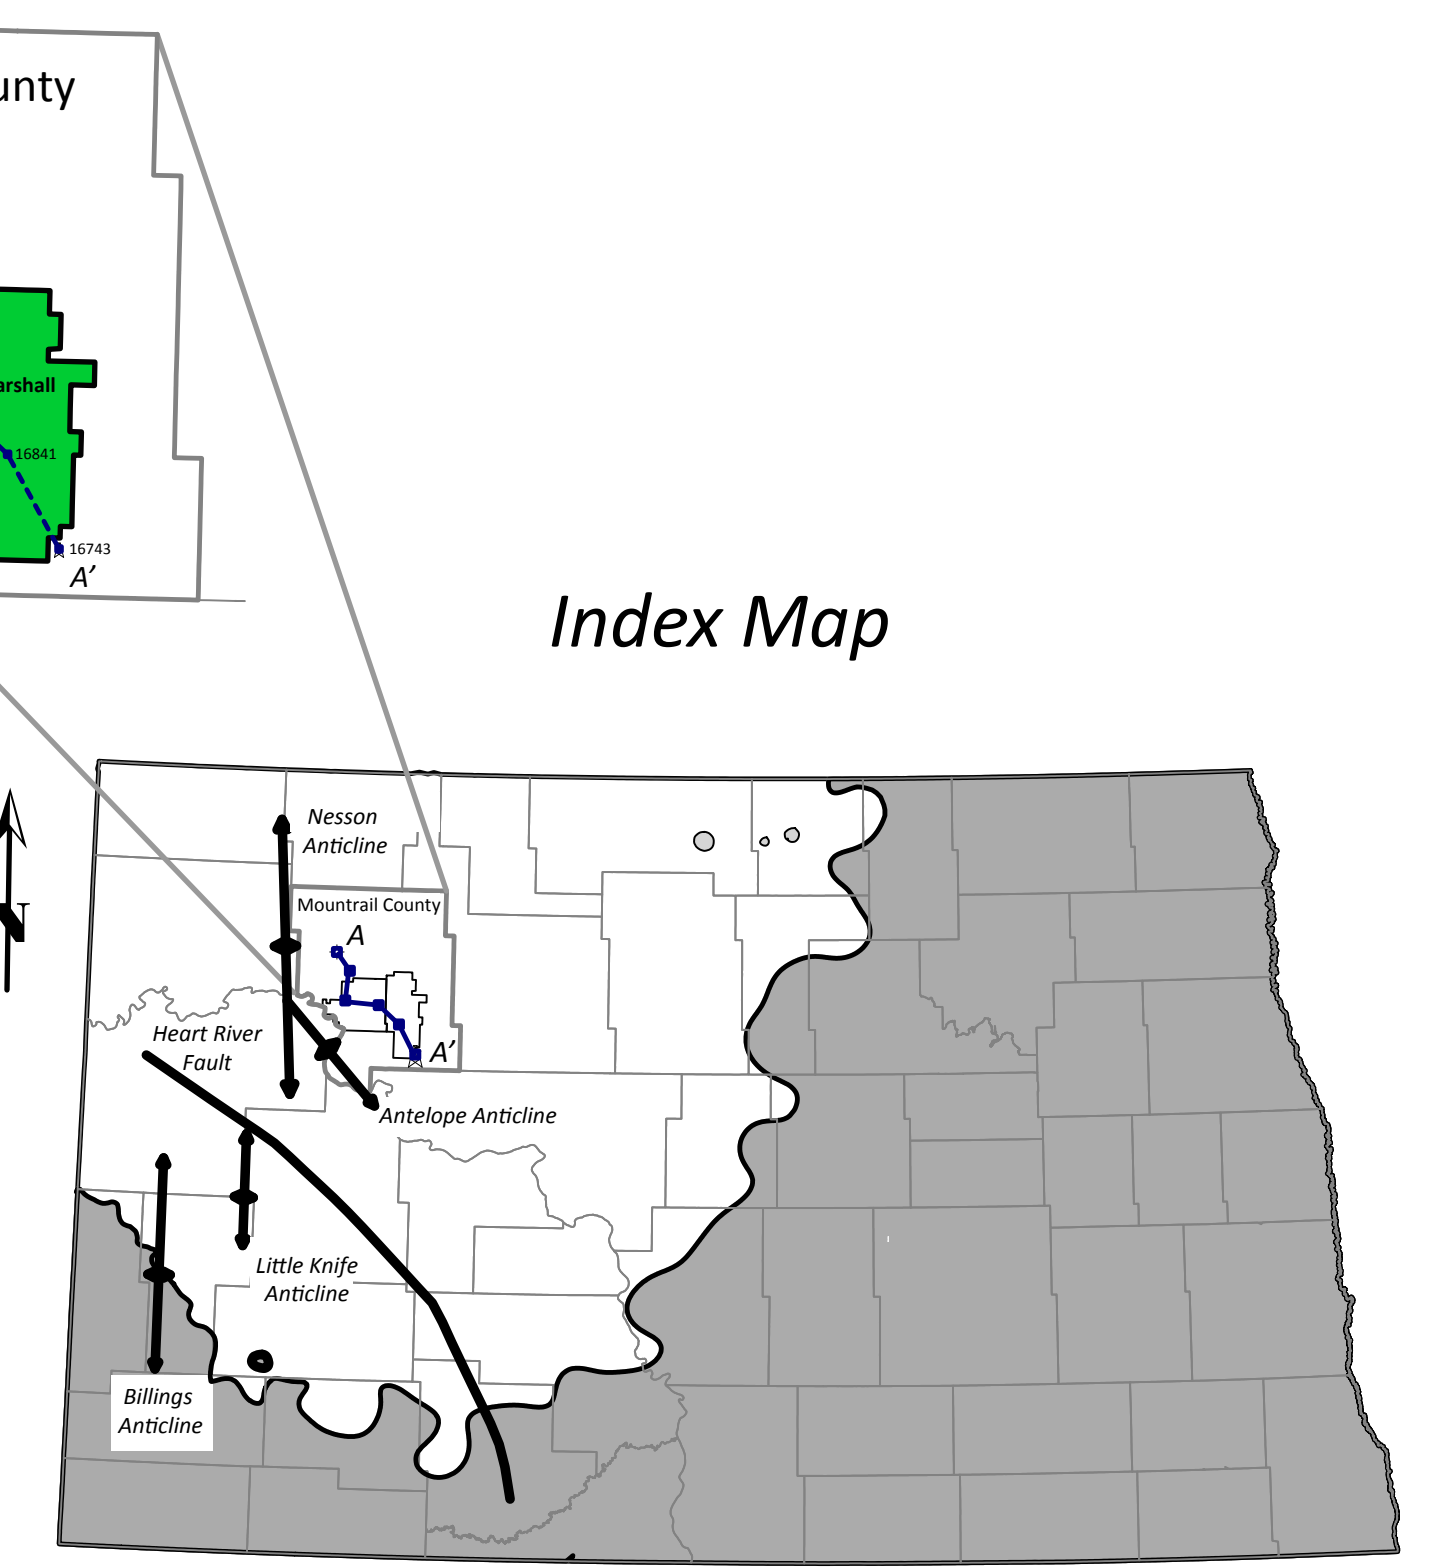 unty
arshall
16841
16743
A’
Index Map
N
Nesson
Anticline
Mountrail County
A
A’
Heart River
Fault
Antelope Anticline
Little Knife
Anticline
Billings
Anticline